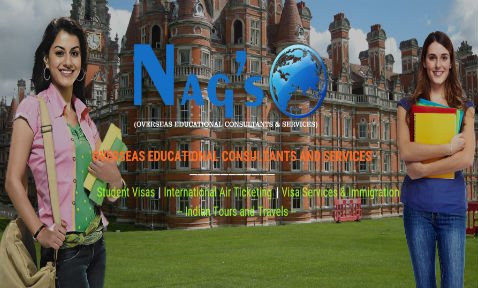 NAG'S
(OVERSEAS EDUCATIONAL CONSULTANTS & SERVICES)
OVERSEAS EDUCATIONAL CONSULTANTS AND SERVICES
Student Visas | International Air Ticketing | Visa Services & Immigration
Indian Tours and Travels